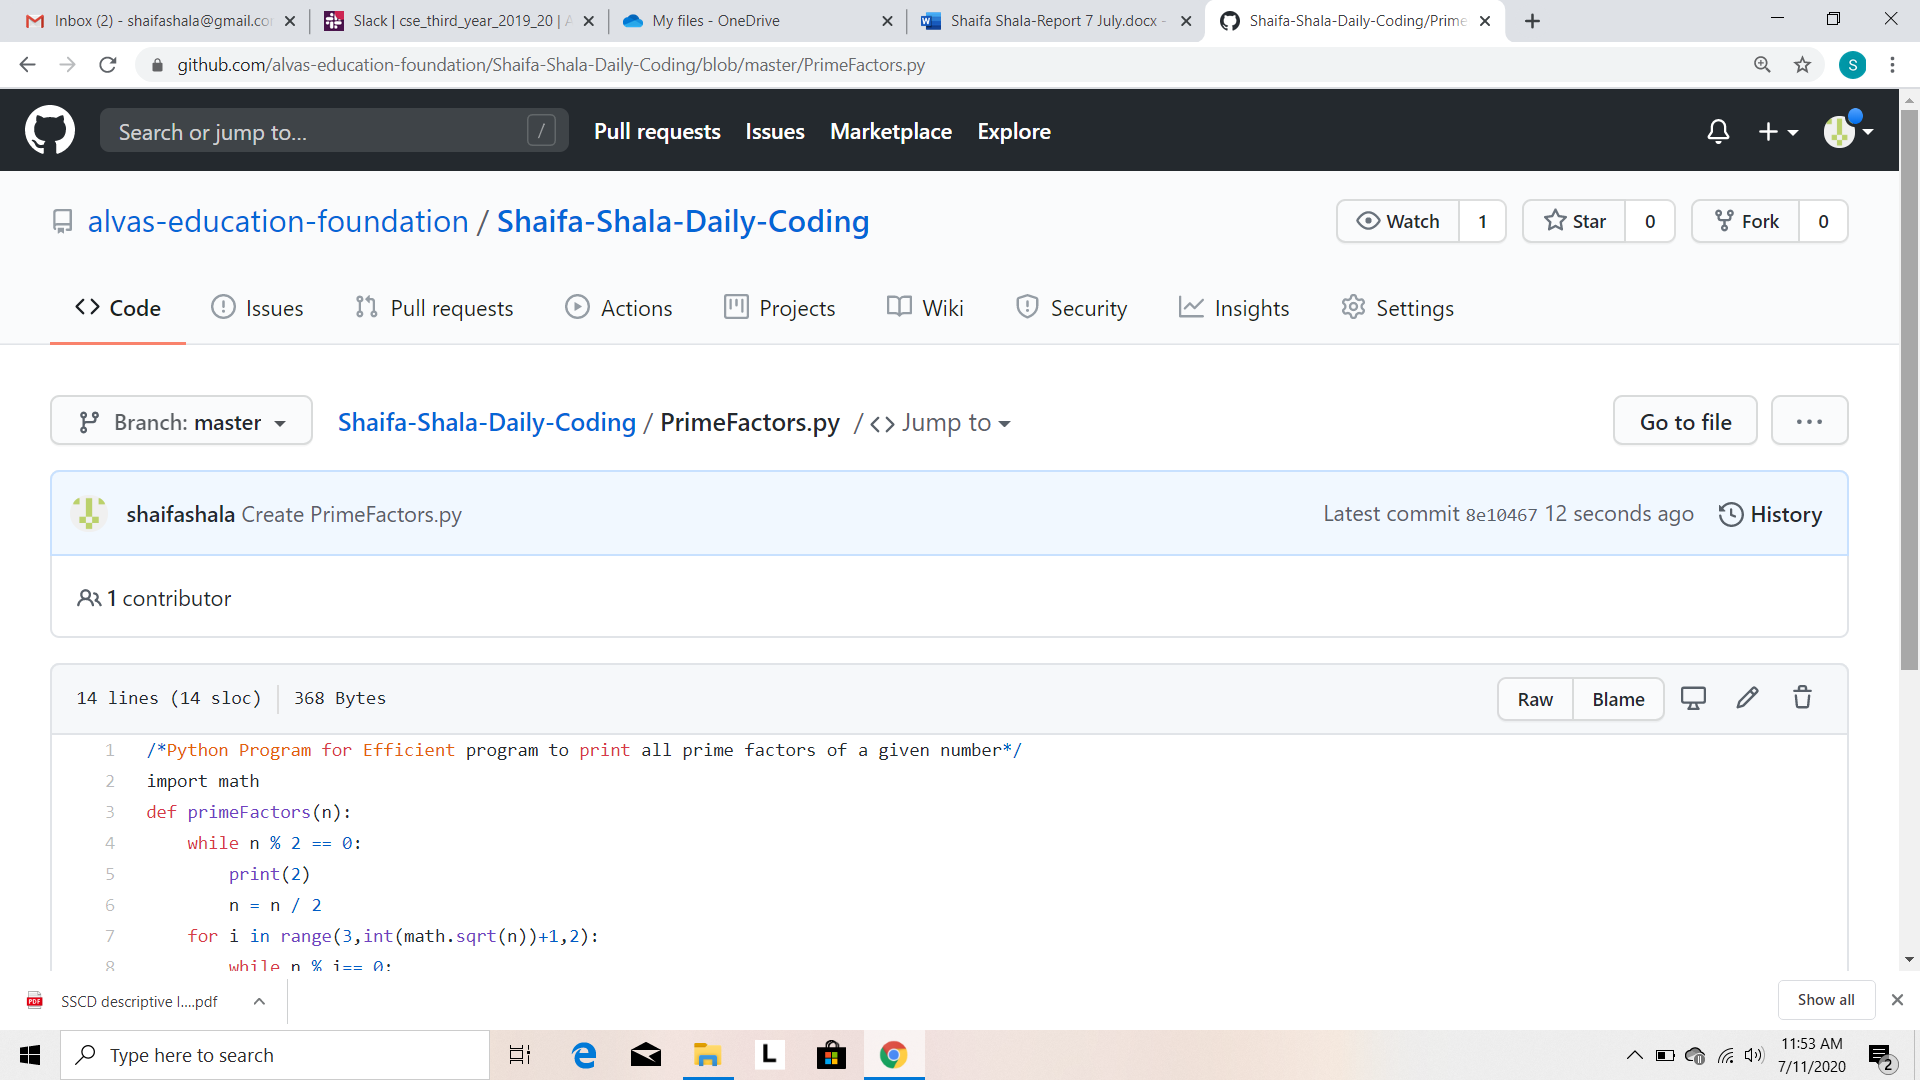 Inbox (2) - shaifashala@gmail.co
Slack | cse_third_year_2019_20 |
My files - OneDrive
Shaifa Shala-Report 7 July.docx -
Shaifa-Shala-Daily-Coding/Prime
github.com/alvas-education-foundation/Shaifa-Shala-Daily-Coding/blob/master/PrimeFactors.py
S
Search or jump to...
/
Pull requests
Issues
Marketplace
Explore
alvas-education-foundation / Shaifa-Shala-Daily-Coding
Watch 1
Star 0
Fork 0
Code
Issues
Pull requests
Actions
Projects
Wiki
Security
Insights
Settings
Branch: master
Shaifa-Shala-Daily-Coding / PrimeFactors.py / <> Jump to
Go to file
...
shaifashala Create PrimeFactors.py
Latest commit 8e10467 12 seconds ago
History
1 contributor
14 lines (14 sloc)
368 Bytes
Raw
Blame
1 /*Python Program for Efficient program to print all prime factors of a given number*/
2 import math
3 def primeFactors(n):
4 while n % 2 == 0:
5 print(2)
6 n = n / 2
7 for i in range(3,int(math.sqrt(n))+1,2):
8 while n % i== 0:
PDF
SSCD descriptive I....pdf
Show all
Type here to search
L
11:53 AM
7/11/2020
2